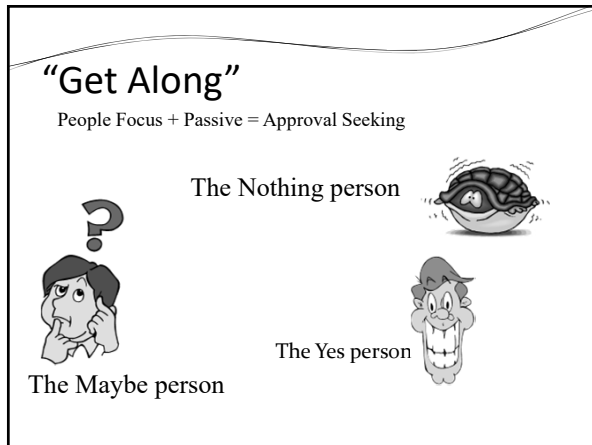 “Get Along”
People Focus + Passive = Approval Seeking
The Nothing person
?
The Yes person
The Maybe person